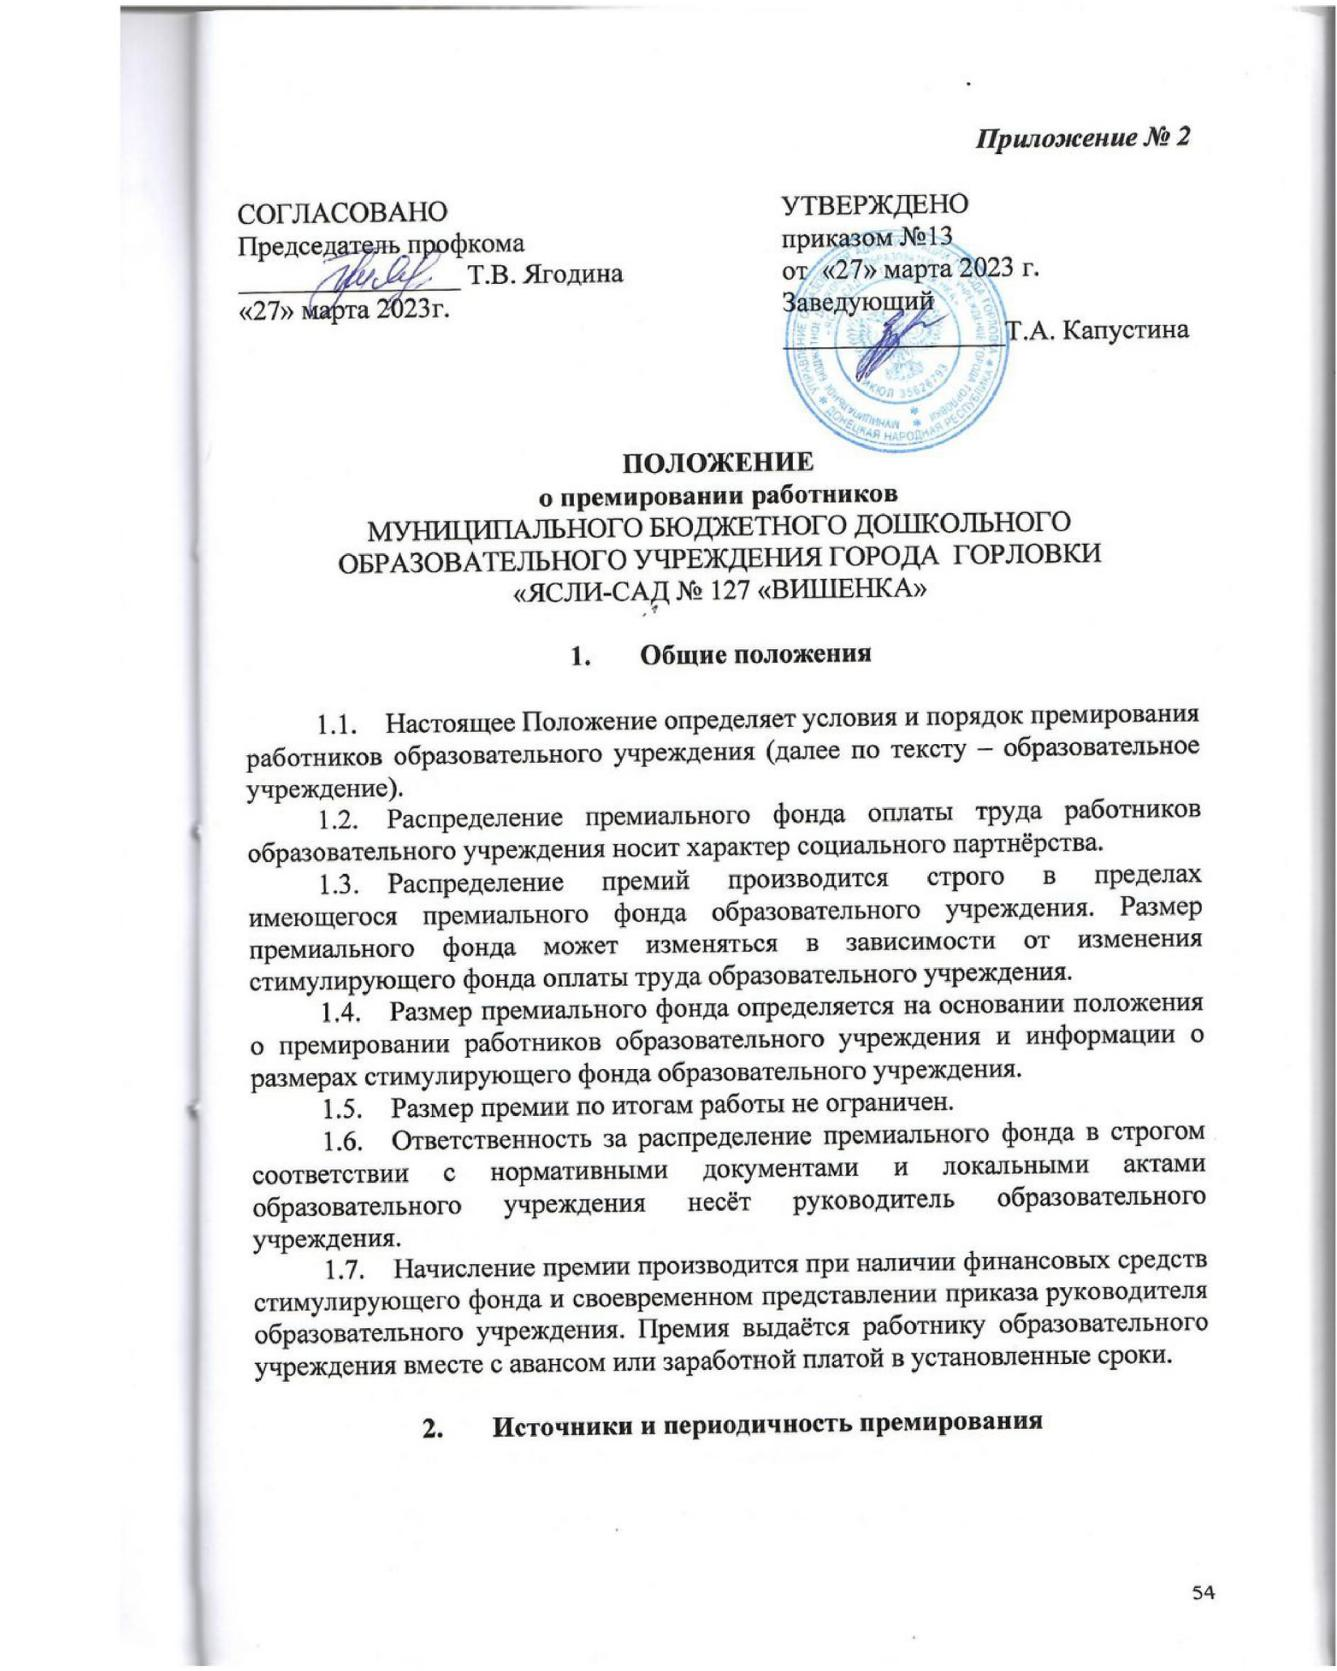 Приложение № 2
СОГЛАСОВАНО
Председатель профкома
________________ Т.В. Ягодина
«27» марта 2023г.
УТВЕРЖДЕНО
приказом №13
от «27» марта 2023 г.
Заведующий
________________Т.А. Капустина
ДОНЕЦКАЯ НАРОДНАЯ РЕСПУБЛИКА
ИКЮЛ 35626793
ПОЛОЖЕНИЕ
о премировании работников
МУНИЦИПАЛЬНОГО БЮДЖЕТНОГО ДОШКОЛЬНОГО
ОБРАЗОВАТЕЛЬНОГО УЧРЕЖДЕНИЯ ГОРОДА ГОРЛОВКИ
«ЯСЛИ-САД № 127 «ВИШЕНКА»
1. Общие положения
1.1. Настоящее Положение определяет условия и порядок премирования
работников образовательного учреждения (далее по тексту – образовательное
учреждение).
1.2. Распределение премиального фонда оплаты труда работников
образовательного учреждения носит характер социального партнёрства.
1.3. Распределение премий производится строго в пределах
имеющегося премиального фонда образовательного учреждения. Размер
премиального фонда может изменяться в зависимости от изменения
стимулирующего фонда оплаты труда образовательного учреждения.
1.4. Размер премиального фонда определяется на основании положения
о премировании работников образовательного учреждения и информации о
размерах стимулирующего фонда образовательного учреждения.
1.5. Размер премии по итогам работы не ограничен.
1.6. Ответственность за распределение премиального фонда в строгом
соответствии с нормативными документами и локальными актами
образовательного учреждения несёт руководитель образовательного
учреждения.
1.7. Начисление премии производится при наличии финансовых средств
стимулирующего фонда и своевременном представлении приказа руководителя
образовательного учреждения. Премия выдаётся работнику образовательного
учреждения вместе с авансом или заработной платой в установленные сроки.
2. Источники и периодичность премирования
54